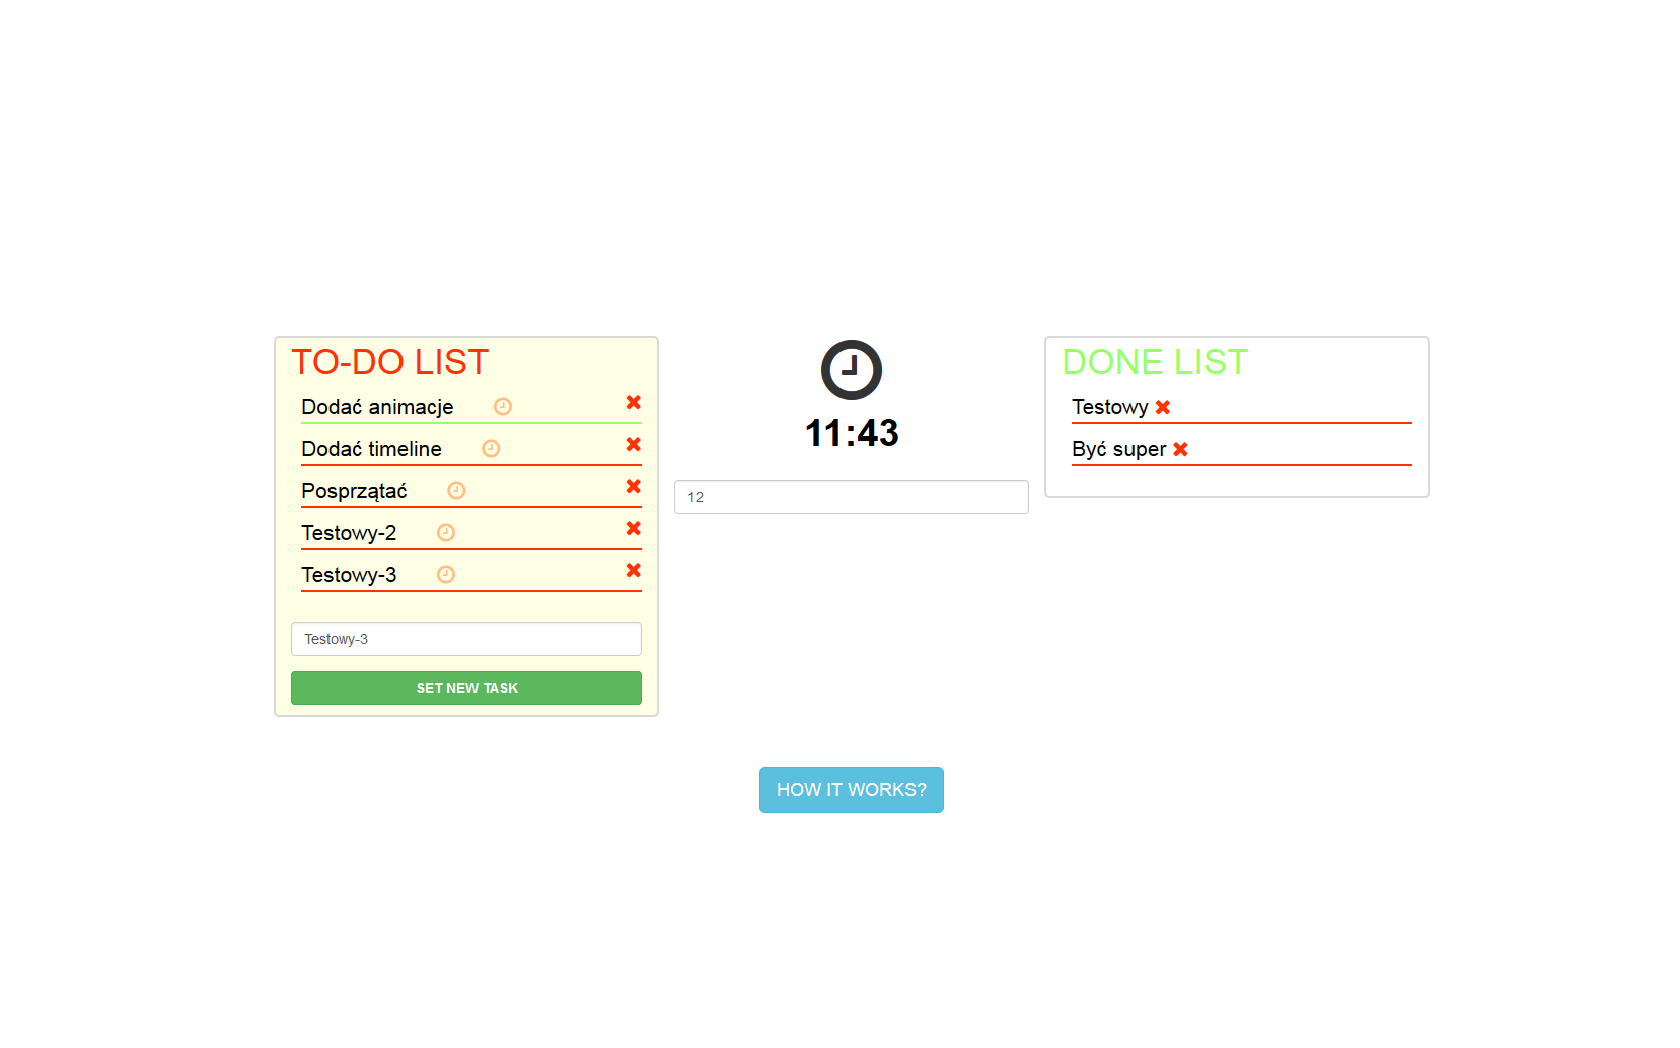 TO-DO LIST
Dodać animacje
Dodać timeline
Posprzątać
Testowy-2
Testowy-3
Testowy-3
SET NEW TASK
11:43
12
DONE LIST
Testowy
Być super
HOW IT WORKS?